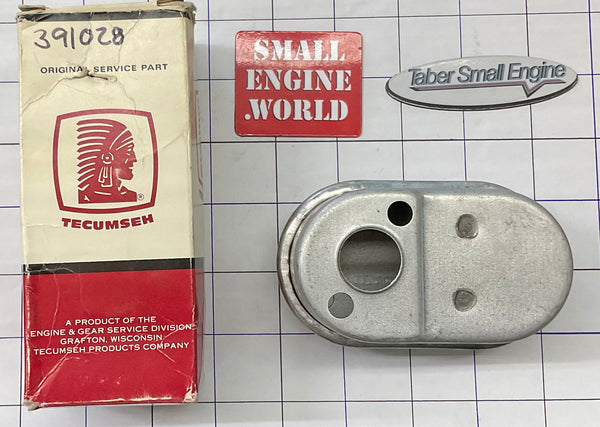 391028
ORIGINAL SERVICE PART
®
TECUMSEH
A PRODUCT OF THE
ENGINE & GEAR SERVICE DIVISION
GRAFTON, WISCONSIN
TECUMSEH PRODUCTS COMPANY
SMALL
ENGINE
.WORLD
Taber Small Engine